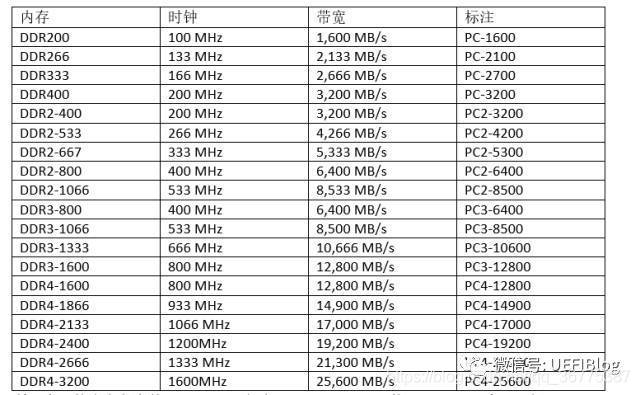 内存 时钟 带宽 标注
DDR200 100 MHz 1,600 MB/s PC-1600
DDR266 133 MHz 2,133 MB/s PC-2100
DDR333 166 MHz 2,666 MB/s PC-2700
DDR400 200 MHz 3,200 MB/s PC-3200
DDR2-400 200 MHz 3,200 MB/s PC2-3200
DDR2-533 266 MHz 4,266 MB/s PC2-4200
DDR2-667 333 MHz 5,333 MB/s PC2-5300
DDR2-800 400 MHz 6,400 MB/s PC2-6400
DDR2-1066 533 MHz 8,533 MB/s PC2-8500
DDR3-800 400 MHz 6,400 MB/s PC3-6400
DDR3-1066 533 MHz 8,500 MB/s PC3-8500
DDR3-1333 666 MHz 10,666 MB/s PC3-10600
DDR3-1600 800 MHz 12,800 MB/s PC3-12800
DDR4-1600 800 MHz 12,800 MB/s PC4-12800
DDR4-1866 933 MHz 14,900 MB/s PC4-14900
DDR4-2133 1066 MHz 17,000 MB/s PC4-17000
DDR4-2400 1200MHz 19,200 MB/s PC4-19200
DDR4-2666 1333 MHz 21,300 MB/s
微信号: UEFIBlog
DDR4-3200 1600MHz 25,600 MB/s PC4-25600